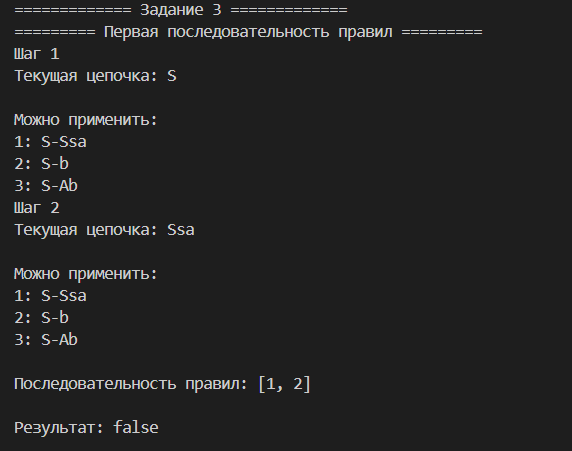 ============= Задание 3 =============
========= Первая последовательность правил =========
Шаг 1
Текущая цепочка: S
Можно применить:
1: S-Ssa
2: S-b
3: S-Ab
Шаг 2
Текущая цепочка: Ssa
Можно применить:
1: S-Ssa
2: S-b
3: S-Ab
Последовательность правил: [1, 2]
Результат: false